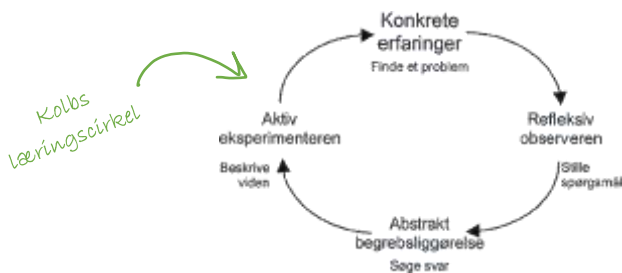 Kolbs
læringscirkel
Konkrete
erfaringer
Finde et problem
Refleksiv
observeren
Stille
spørgsmål
Abstrakt
begrebsliggørelse
Søge svar
Aktiv
eksperimenteren
Beskrive
viden